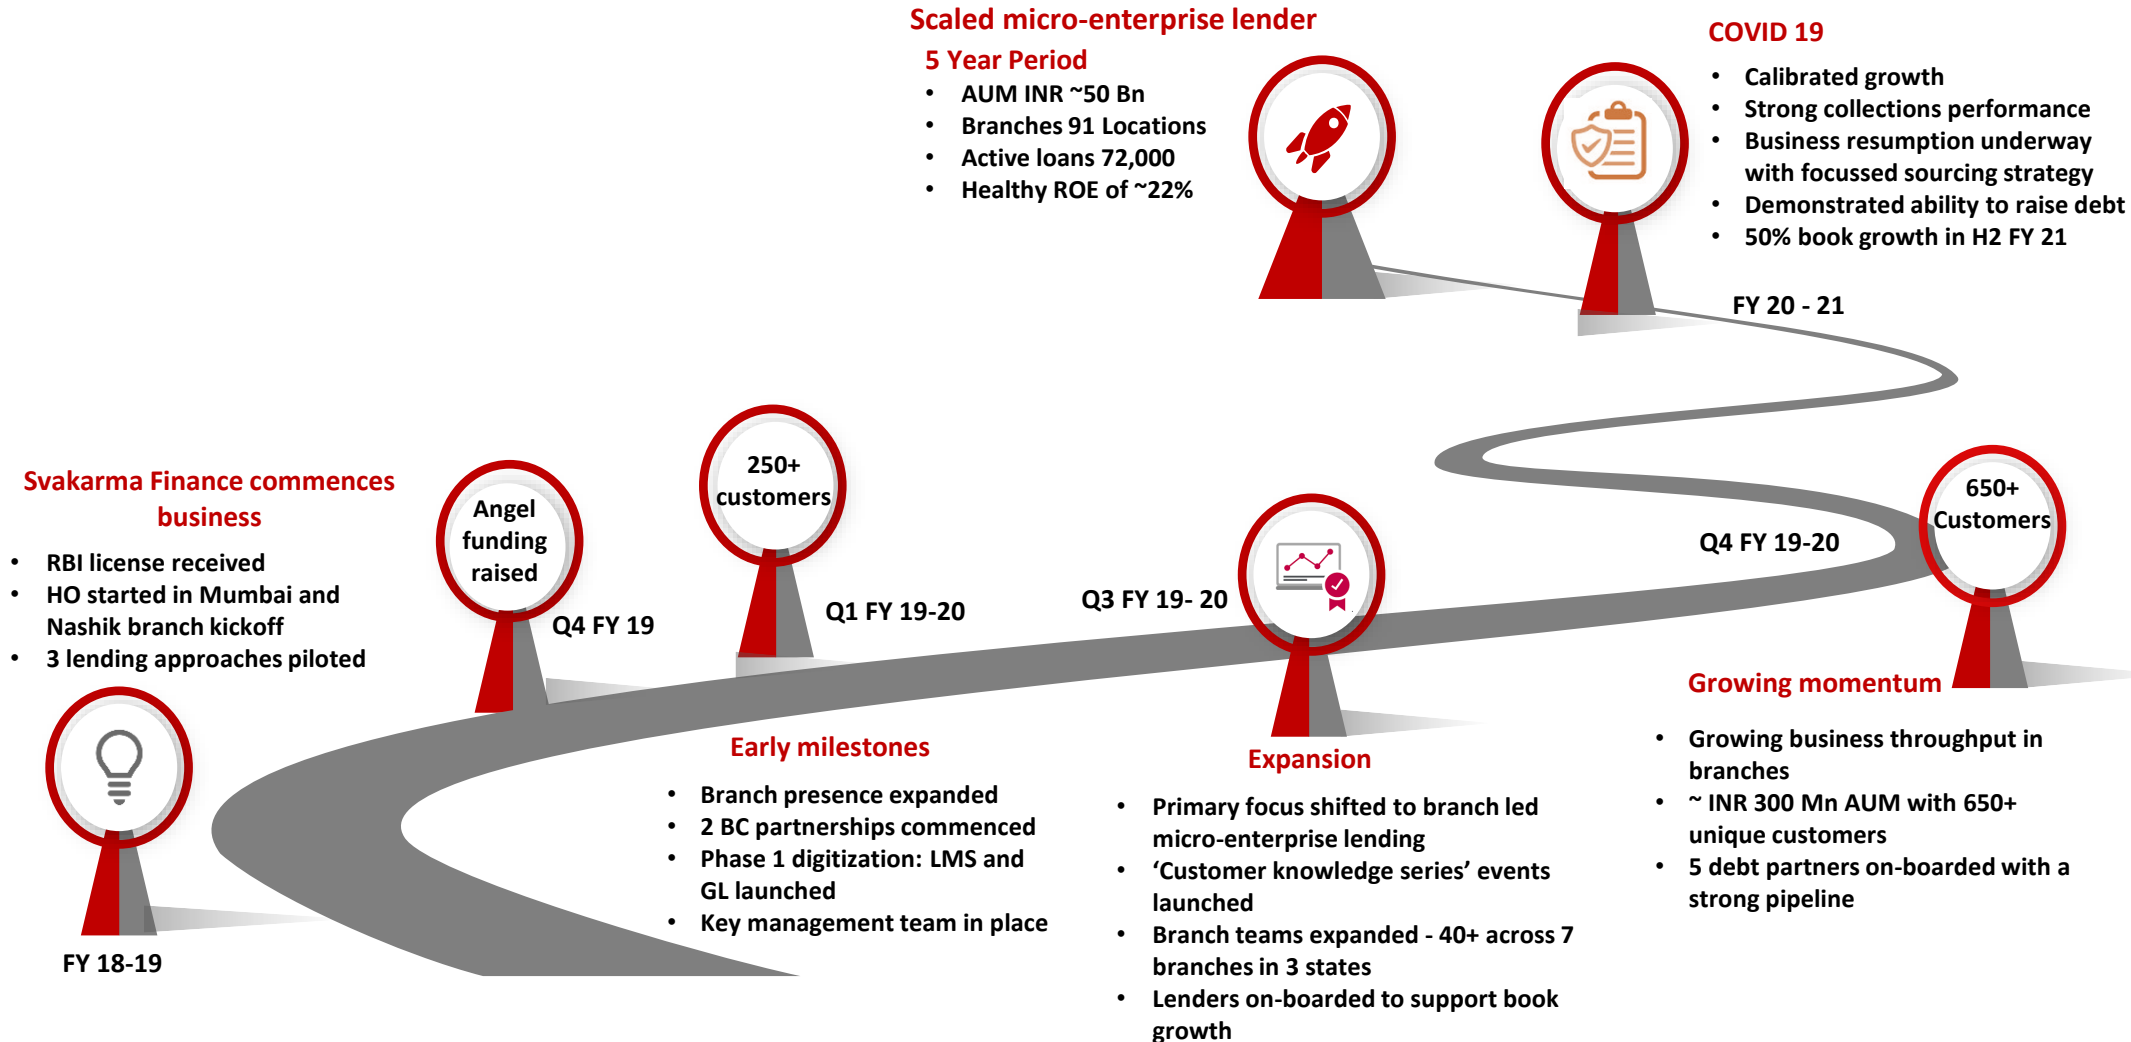 Scaled micro-enterprise lender
5 Year Period
• AUM INR ~50 Bn
• Branches 91 Locations
• Active loans 72,000
• Healthy ROE of ~22%
COVID 19
• Calibrated growth
• Strong collections performance
• Business resumption underway
with focussed sourcing strategy
• Demonstrated ability to raise debt
• 50% book growth in H2 FY 21
FY 20 - 21
Svakarma Finance commences
business
• RBI license received
• HO started in Mumbai and
Nashik branch kickoff
• 3 lending approaches piloted
FY 18-19
Angel
funding
raised
Q4 FY 19
250+
customers
Q1 FY 19-20
Early milestones
• Branch presence expanded
• 2 BC partnerships commenced
• Phase 1 digitization: LMS and
GL launched
• Key management team in place
Q3 FY 19- 20
Expansion
• Primary focus shifted to branch led
micro-enterprise lending
• ‘Customer knowledge series’ events
launched
• Branch teams expanded - 40+ across 7
branches in 3 states
• Lenders on-boarded to support book
growth
Q4 FY 19-20
650+
Customers
Growing momentum
• Growing business throughput in
branches
• ~ INR 300 Mn AUM with 650+
unique customers
• 5 debt partners on-boarded with a
strong pipeline